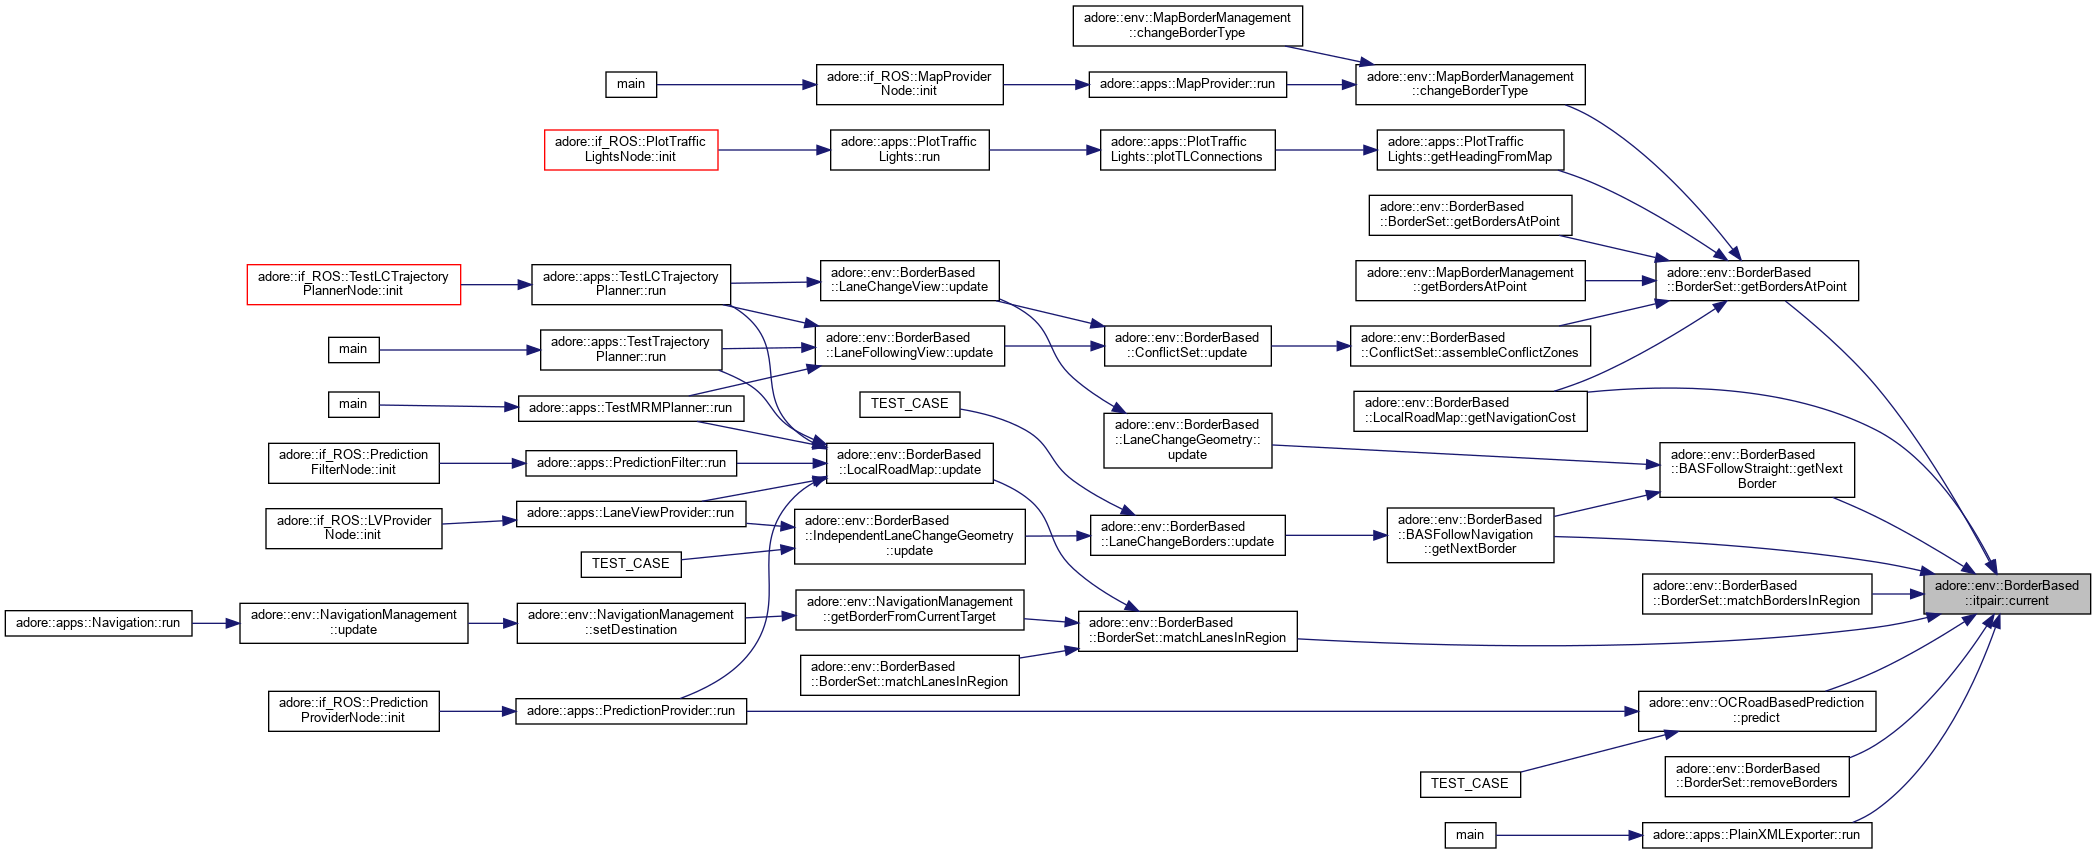 adore::env::MapBorderManagement
::changeBorderType
main
adore::if_ROS::MapProvider
Node::init
adore::apps::MapProvider::run
adore::env::MapBorderManagement
::changeBorderType
adore::if_ROS::PlotTraffic
LightsNode::init
adore::apps::PlotTraffic
Lights::run
adore::apps::PlotTraffic
Lights::plotTLConnections
adore::apps::PlotTraffic
Lights::getHeadingFromMap
adore::env::BorderBased
::BorderSet::getBordersAtPoint
adore::if_ROS::TestLCTrajectory
PlannerNode::init
adore::apps::TestLCTrajectory
Planner::run
adore::env::BorderBased
::LaneChangeView::update
adore::env::MapBorderManagement
::getBordersAtPoint
adore::env::BorderBased
::BorderSet::getBordersAtPoint
main
adore::apps::TestTrajectory
Planner::run
adore::env::BorderBased
::LaneFollowingView::update
adore::env::BorderBased
::ConflictSet::update
adore::env::BorderBased
::ConflictSet::assembleConflictZones
main
adore::apps::TestMRMPlanner::run
TEST_CASE
adore::env::BorderBased
::LaneChangeGeometry::
update
adore::env::BorderBased
::LocalRoadMap::getNavigationCost
adore::if_ROS::Prediction
FilterNode::init
adore::apps::PredictionFilter::run
adore::env::BorderBased
::LocalRoadMap::update
adore::env::BorderBased
::BASFollowStraight::getNext
Border
adore::if_ROS::LVProvider
Node::init
adore::apps::LaneViewProvider::run
adore::env::BorderBased
::IndependentLaneChangeGeometry
::update
adore::env::BorderBased
::LaneChangeBorders::update
adore::env::BorderBased
::BASFollowNavigation
::getNextBorder
TEST_CASE
adore::env::BorderBased
::BorderSet::matchBordersInRegion
adore::env::BorderBased
::itpair::current
adore::apps::Navigation::run
adore::env::NavigationManagement
::update
adore::env::NavigationManagement
::setDestination
adore::env::NavigationManagement
::getBorderFromCurrentTarget
adore::env::BorderBased
::BorderSet::matchLanesInRegion
adore::env::BorderBased
::BorderSet::matchLanesInRegion
adore::if_ROS::Prediction
ProviderNode::init
adore::apps::PredictionProvider::run
adore::env::OCRoadBasedPrediction
::predict
TEST_CASE
adore::env::BorderBased
::BorderSet::removeBorders
main
adore::apps::PlainXMLExporter::run